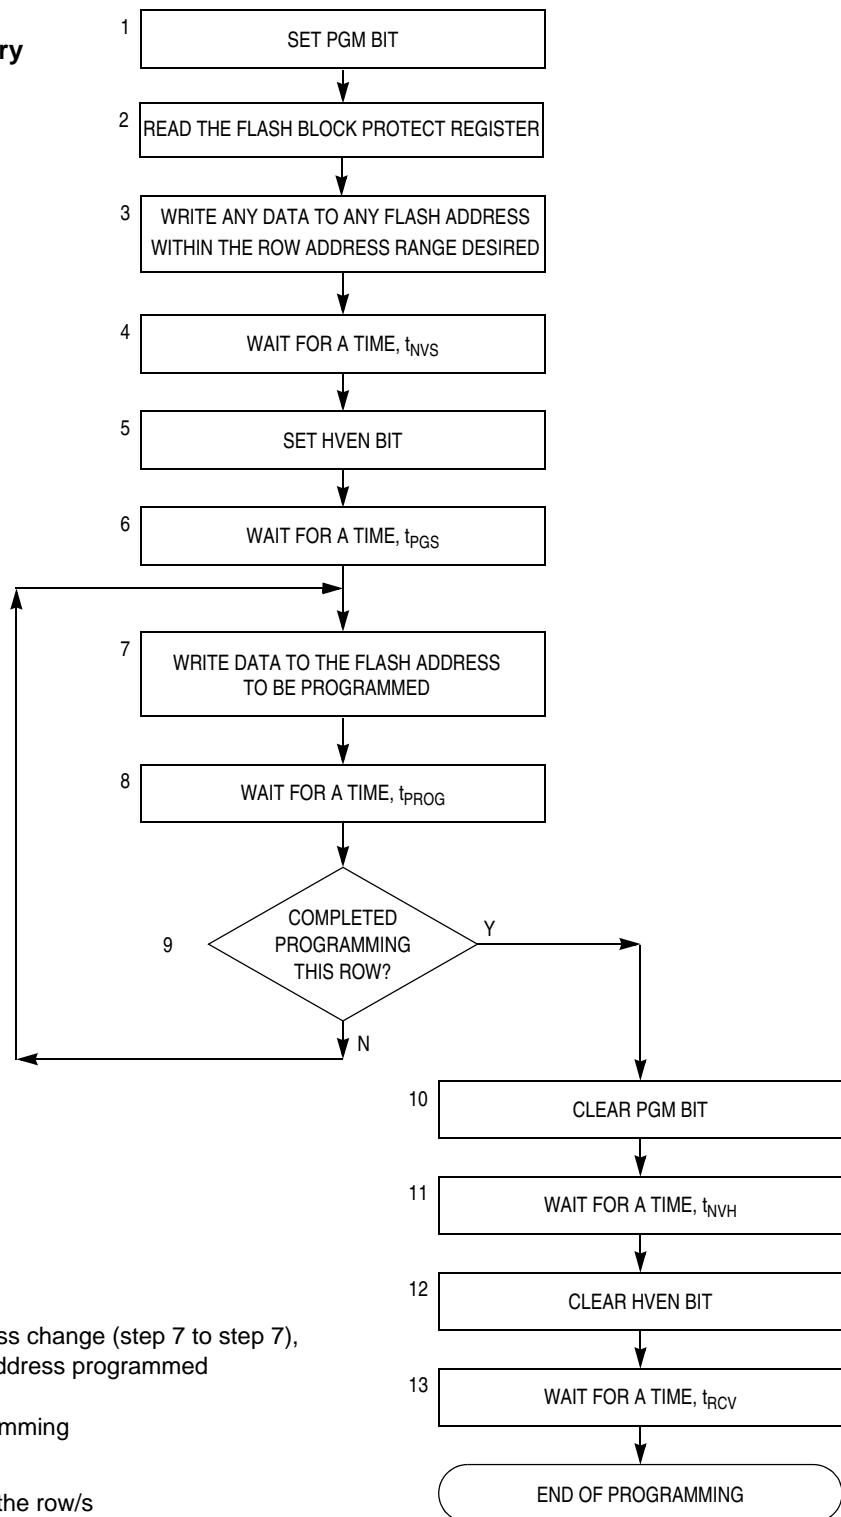 ry
1
SET PGM BIT
2
READ THE FLASH BLOCK PROTECT REGISTER
3
WRITE ANY DATA TO ANY FLASH ADDRESS
WITHIN THE ROW ADDRESS RANGE DESIRED
4
WAIT FOR A TIME, tNVS
5
SET HVEN BIT
6
WAIT FOR A TIME, tPGS
7
WRITE DATA TO THE FLASH ADDRESS
TO BE PROGRAMMED
8
WAIT FOR A TIME, tPROG
9
COMPLETED
PROGRAMMING
THIS ROW?
Y
N
10
CLEAR PGM BIT
11
WAIT FOR A TIME, tNVH
12
CLEAR HVEN BIT
13
WAIT FOR A TIME, tRCV
END OF PROGRAMMING
ss change (step 7 to step 7),
ddress programmed
mming
the row/s